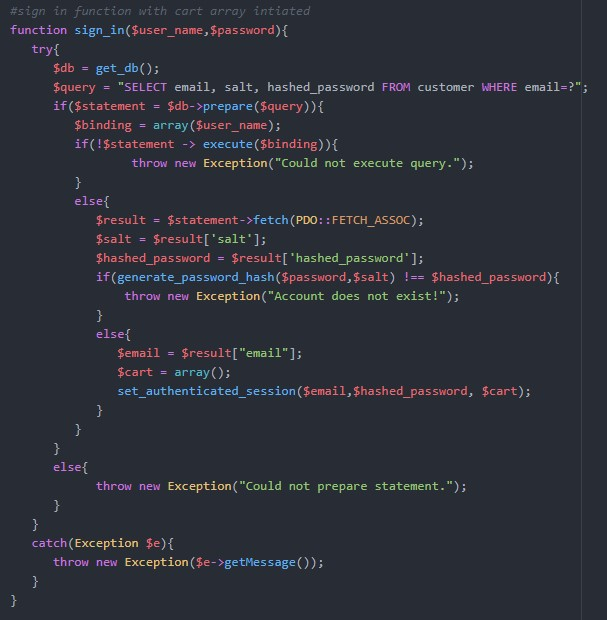 #sign in function with cart array intiated
function sign_in($user_name,$password){
try{
$db = get_db();
$query = "SELECT email, salt, hashed_password FROM customer WHERE email=?";
if($statement = $db->prepare($query)){
$binding = array($user_name);
if(!$statement -> execute($binding)){
throw new Exception("Could not execute query.");
}
else{
$result = $statement->fetch(PDO::FETCH_ASSOC);
$salt = $result['salt'];
$hashed_password = $result['hashed_password'];
if(generate_password_hash($password,$salt) !== $hashed_password){
throw new Exception("Account does not exist!");
}
else{
$email = $result["email"];
$cart = array();
set_authenticated_session($email,$hashed_password, $cart);
}
}
}
else{
throw new Exception("Could not prepare statement.");
}
}
catch(Exception $e){
throw new Exception($e->getMessage());
}
}